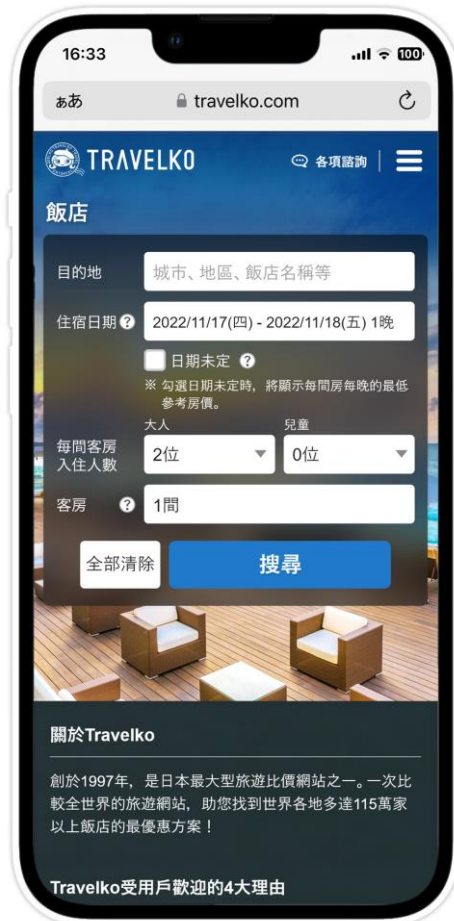 16:33
100
ぁあ
travelko.com
TRAVELKO
各項諮詢
飯店
目的地
城市、地區、飯店名稱等
住宿日期 ?
2022/11/17(四) - 2022/11/18(五) 1晚
日期未定 ?
※ 勾選日期未定時，將顯示每間房每晚的最低
參考房價。
大人
兒童
每間客房
入住人數
2位
0位
客房 ?
1間
全部清除
搜尋
關於Travelko
創於1997年，是日本最大型旅遊比價網站之一。一次比
較全世界的旅遊網站，助您找到世界各地多達115萬家
以上飯店的最優惠方案！
Travelko受用戶歡迎的4大理由